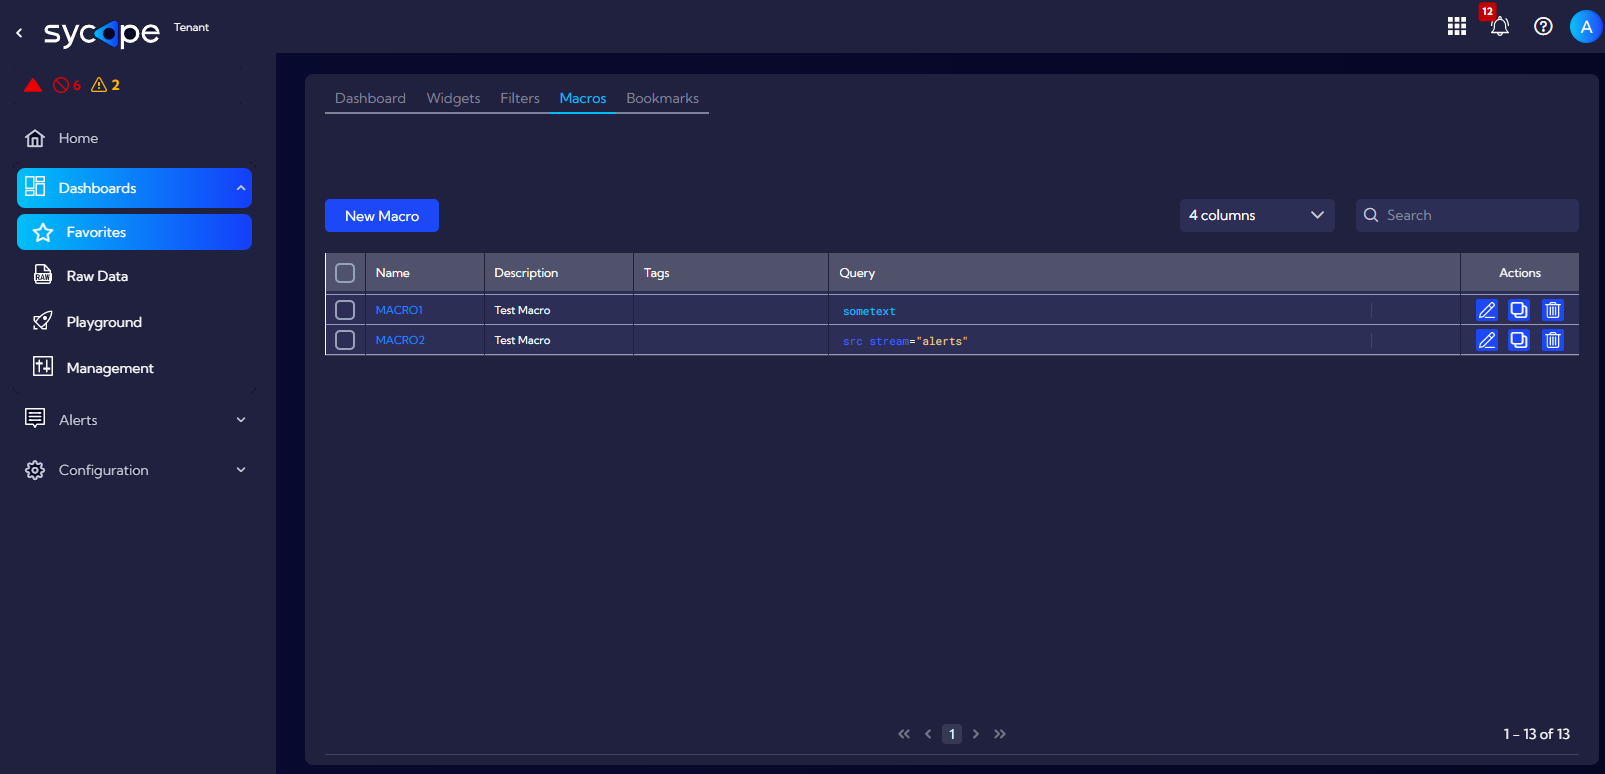 sycope Tenant
12
A
6 2
Home
Dashboards
Favorites
RAW Raw Data
Playground
Management
Alerts
Configuration
Dashboard Widgets Filters Macros Bookmarks
New Macro 4 columns Search
Name Description Tags Query Actions
MACRO1 Test Macro sometext
MACRO2 Test Macro src stream="alerts"
« ‹ 1 › » 1 - 13 of 13